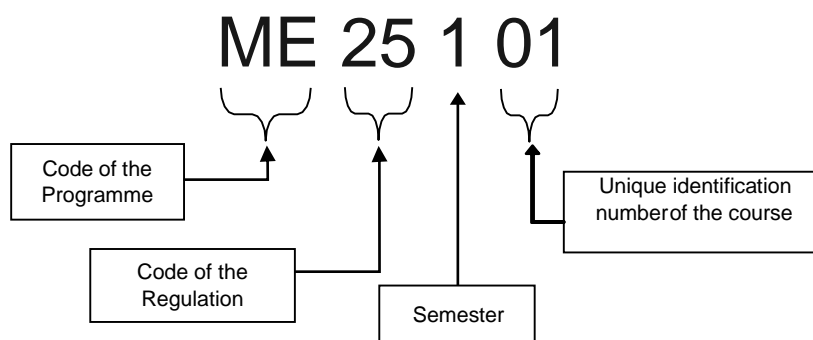 ME 25 1 01
Code of the
Programme
Unique identification
numberof the course
Code of the
Regulation
Semester